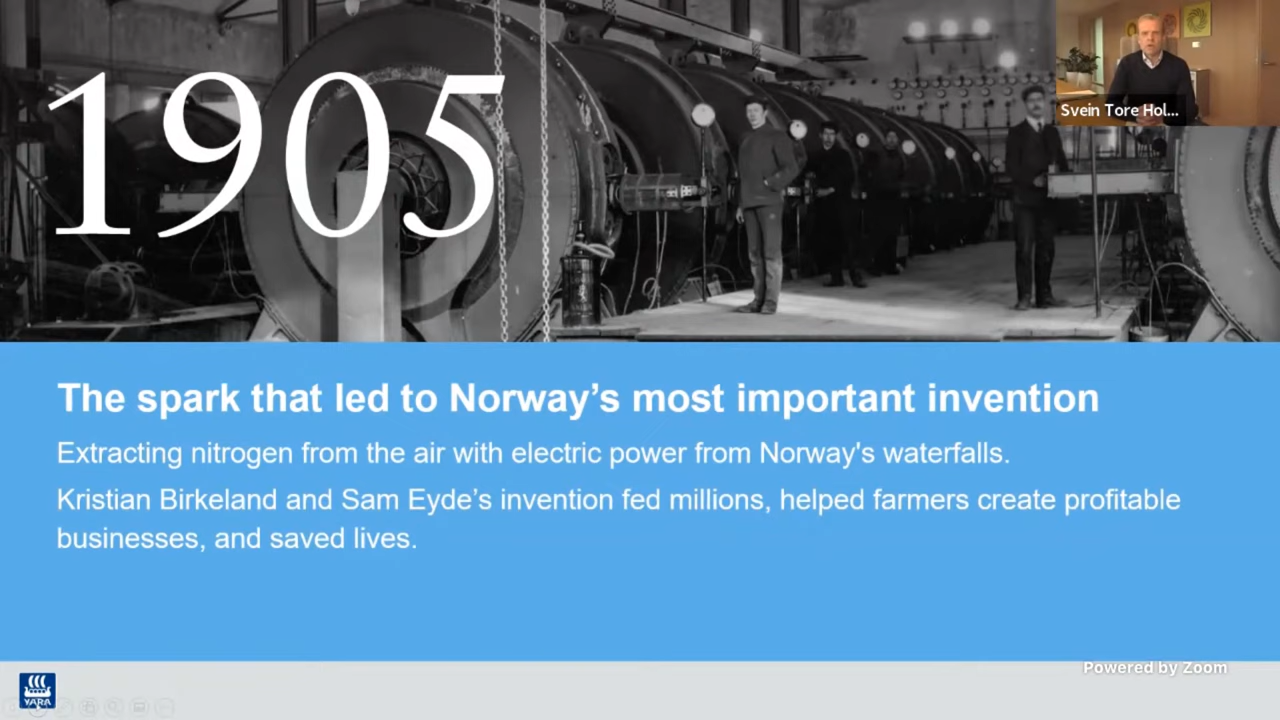 1905
Svein Tore Hol...
The spark that led to Norway’s most important invention
Extracting nitrogen from the air with electric power from Norway's waterfalls.
Kristian Birkeland and Sam Eyde’s invention fed millions, helped farmers create profitable
businesses, and saved lives.
Powered by Zoom
YARA